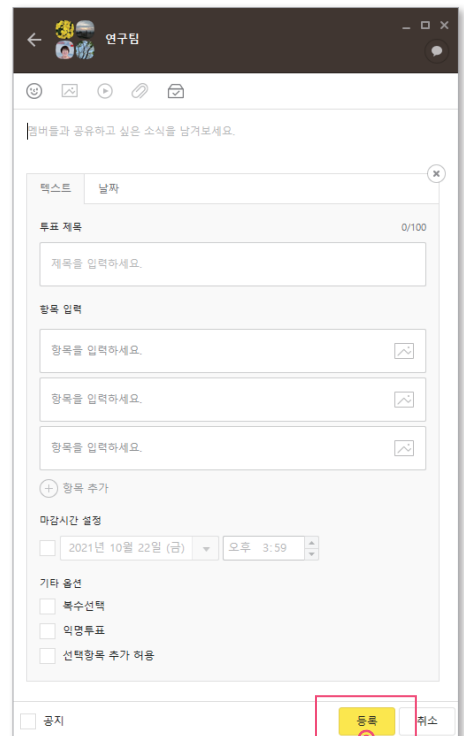 연구팀
멤버들과 공유하고 싶은 소식을 남겨보세요.
텍스트 날짜
투표 제목 0/100
제목을 입력하세요.
항목 입력
항목을 입력하세요.
항목을 입력하세요.
항목을 입력하세요.
항목 추가
마감시간 설정
2021년 10월 22일 (금) 오후 3:59
기타 옵션
복수선택
익명투표
선택항목 추가 허용
공지 등록 취소